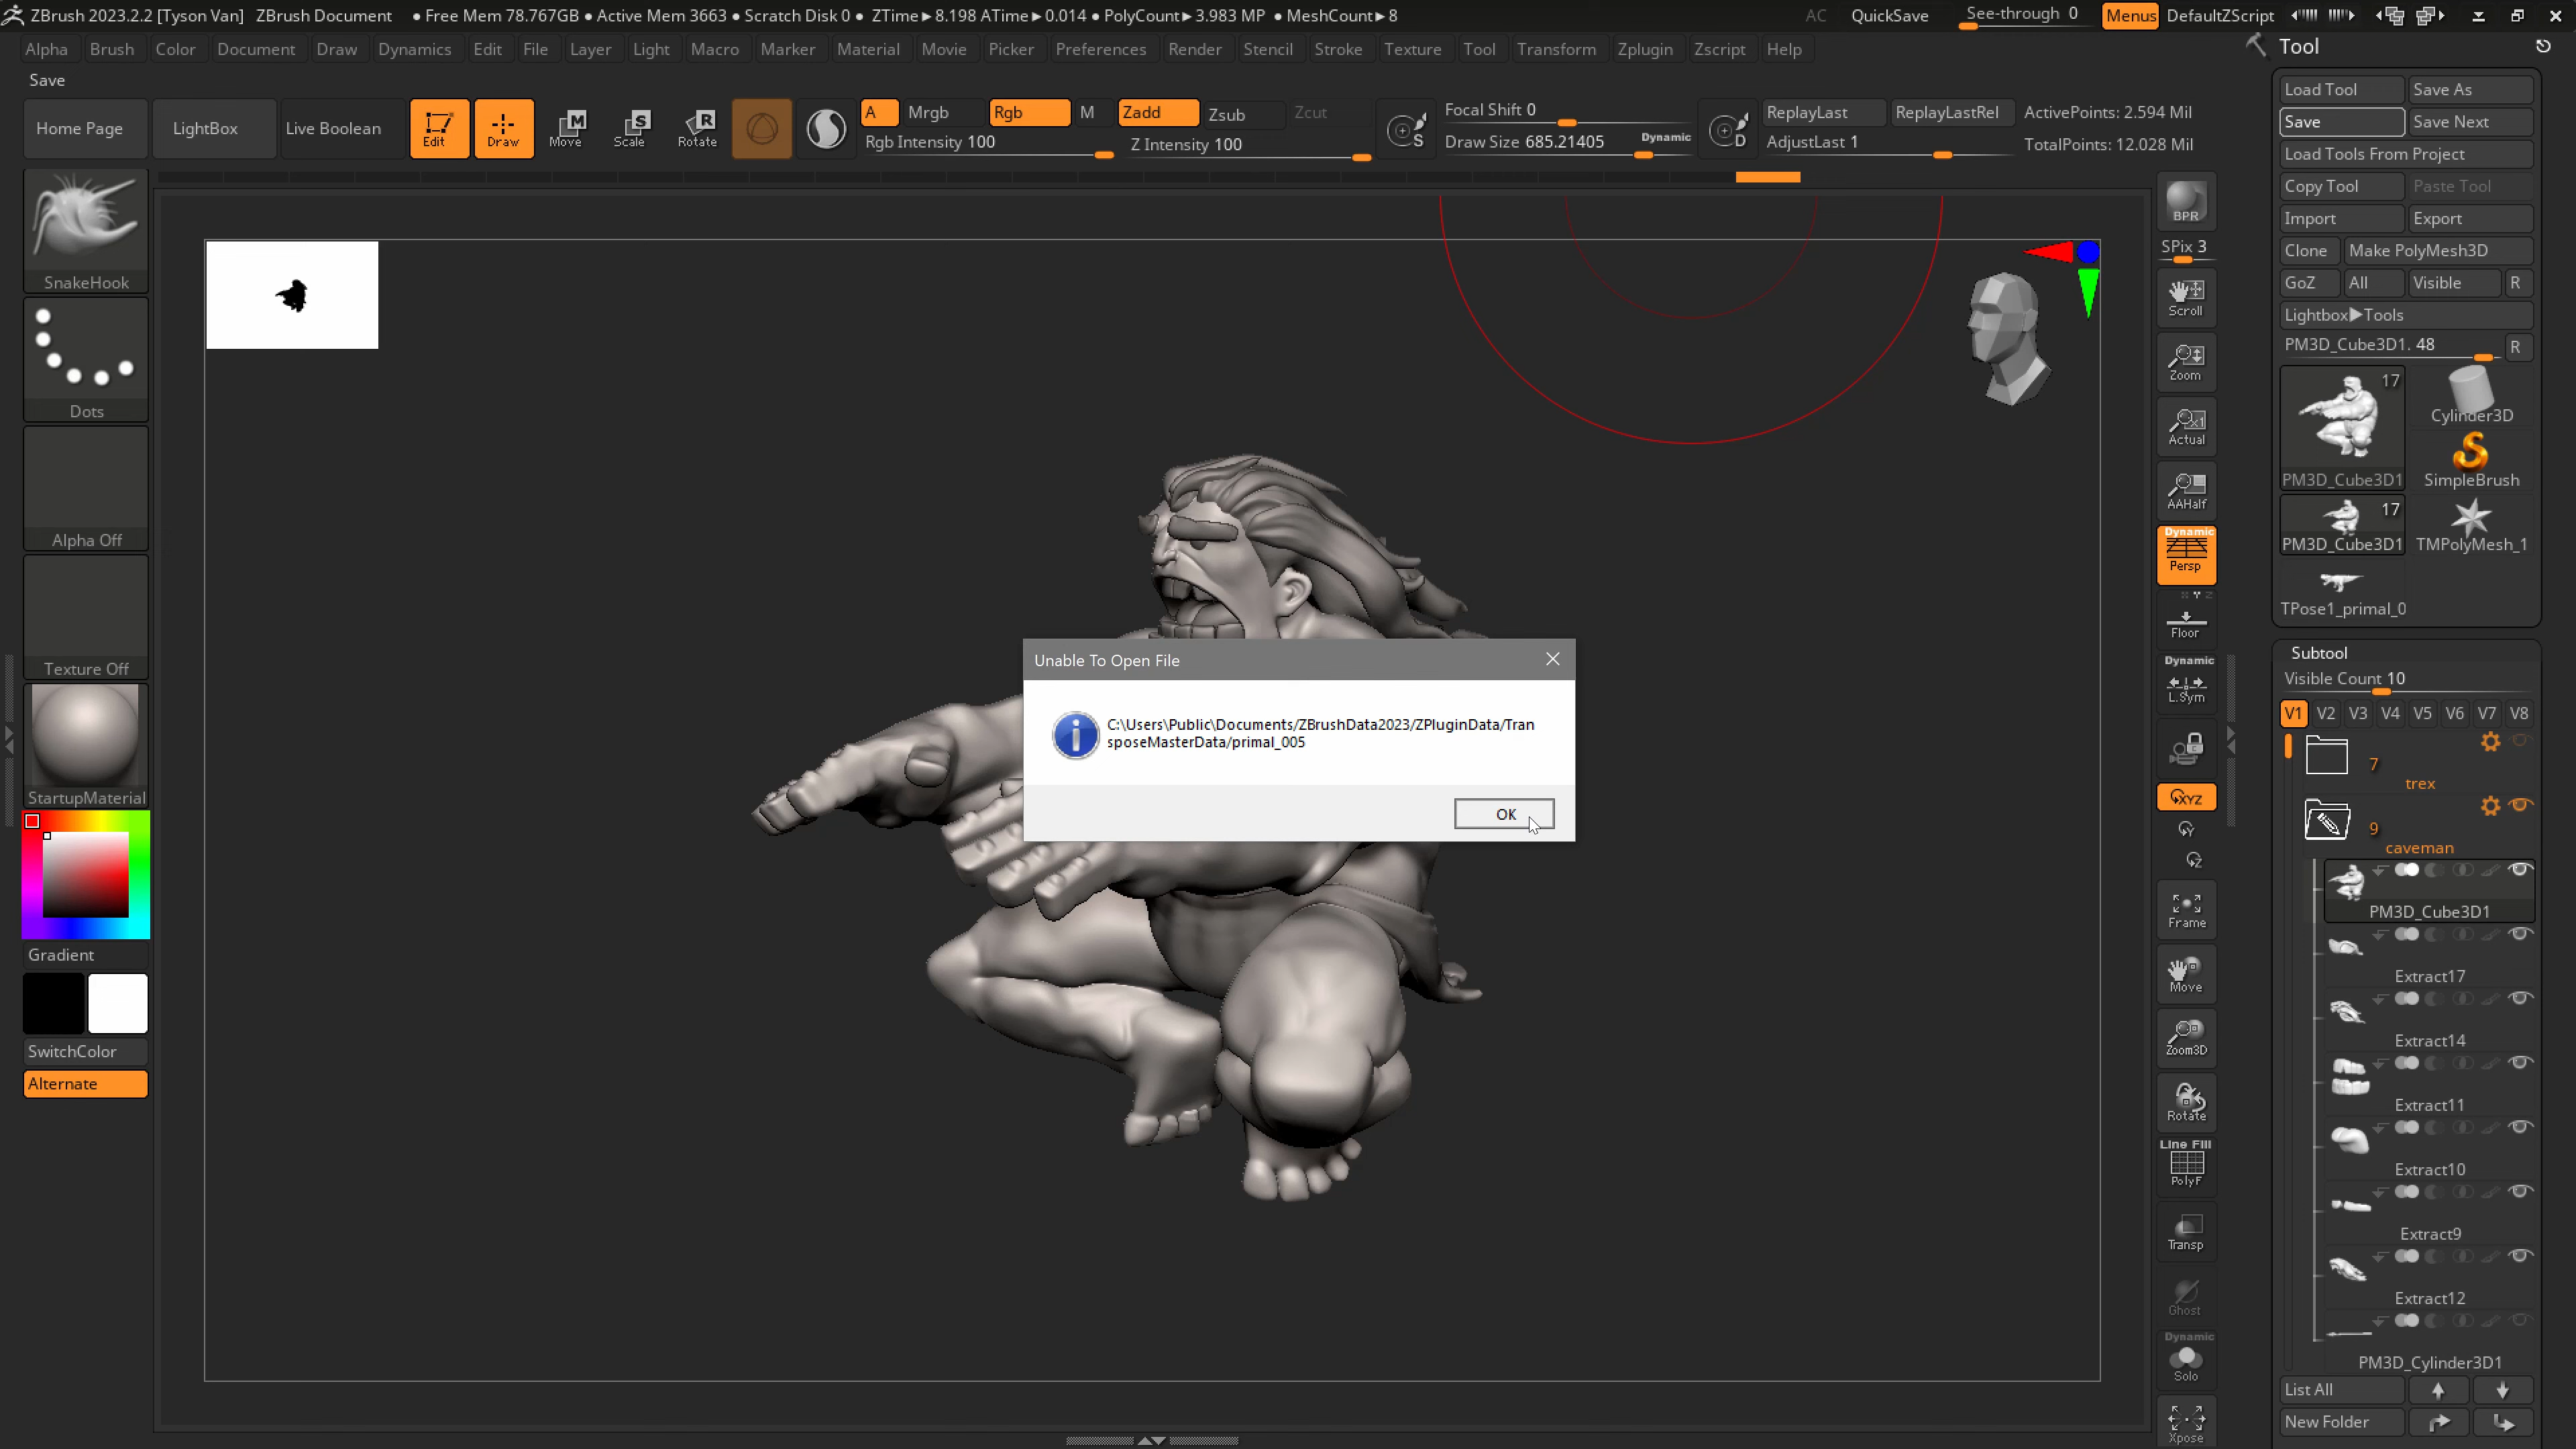 ZBrush 2023.2.2 [Tyson Van] ZBrush Document ● Free Mem 78.767GB ● Active Mem 3663 ● Scratch Disk 0 ● ZTime▶8.198 ATime▶0.014 ● PolyCount▶3.983 MP ● MeshCount▶8 AC QuickSave See-through 0 Menus DefaultZScript
Alpha Brush Color Document Draw Dynamics Edit File Layer Light Macro Marker Material Movie Picker Preferences Render Stencil Stroke Texture Tool Transform Zplugin Zscript Help
Save
Home Page
LightBox
Live Boolean
Edit
Draw
M
Move
S
Scale
R
Rotate
A Mrgb Rgb M Zadd Zsub Zcut
Rgb Intensity 100
Z Intensity 100
S
Focal Shift 0
Draw Size 685.21405 Dynamic
D
ReplayLast ReplayLastRel ActivePoints: 2.594 Mil
AdjustLast 1 TotalPoints: 12.028 Mil
SnakeHook
Dots
Alpha Off
Texture Off
StartupMaterial
Gradient
SwitchColor
Alternate
Unable To Open File
C:\Users\Public\Documents/ZBrushData2023/ZPluginData/Tran
sposeMasterData/primal_005
OK
BPR
SPix 3
Scroll
Zoom
x1
Actual
AAHalf
Dynamic
Persp
Floor
Dynamic
L.Sym
XYZ
Y
Z
Frame
Move
Zoom3D
Rotate
Line Fill
PolyF
Transp
Ghost
Dynamic
Solo
Xpose
Tool
Load Tool Save As
Save Save Next
Load Tools From Project
Copy Tool Paste Tool
Import Export
Clone Make PolyMesh3D
GoZ All Visible R
Lightbox▶Tools
PM3D_Cube3D1. 48 R
17
PM3D_Cube3D1
Cylinder3D
SimpleBrush
17
PM3D_Cube3D1
TMPolyMesh_1
TPose1_primal_0
Subtool
Visible Count 10
V1 V2 V3 V4 V5 V6 V7 V8
7
trex
9
caveman
PM3D_Cube3D1
Extract17
Extract14
Extract11
Extract10
Extract9
Extract12
PM3D_Cylinder3D1
List All
New Folder